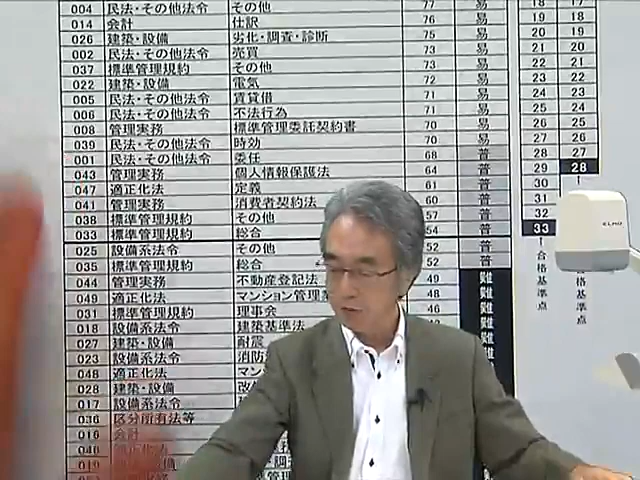 004 民法・その他法令 その他 77 易
014 会計 仕訳 76 易
026 建築・設備 劣化・調査・診断 75 易
002 民法・その他法令 売買 73 易
037 標準管理規約 その他 73 易
022 建築・設備 電気 72 易
005 民法・その他法令 賃貸借 71 易
006 民法・その他法令 不法行為 71 易
008 管理実務 標準管理委託契約書 70 易
039 民法・その他法令 時効 70 易
001 民法・その他法令 委任 68 普
043 管理実務 個人情報保護法 64 普
047 適正化法 定義 61 普
041 管理実務 消費者契約法 60 普
038 標準管理規約 その他 57 普
033 標準管理規約 総合 54 普
025 設備系法令 その他 52 普
035 標準管理規約 総合 52 普
044 管理実務 不動産登記法 49 難
049 適正化法 マンション管理 48 難
031 標準管理規約 理事会 難
018 設備系法令 建築基準法 難
027 建築・設備 耐震 難
023 設備系法令 消防
048 適正化法 マン
028 建築・設備 改
017 設備系法令
036 区分所有法等
016 会計
18 17
19 18
20 19
21 20
22 21
23 22
24 23
25 24
26 25
27 26
28 27
29 28
30 ↑
31
32
33
↑
合格基準点
合格基準点
ELMO